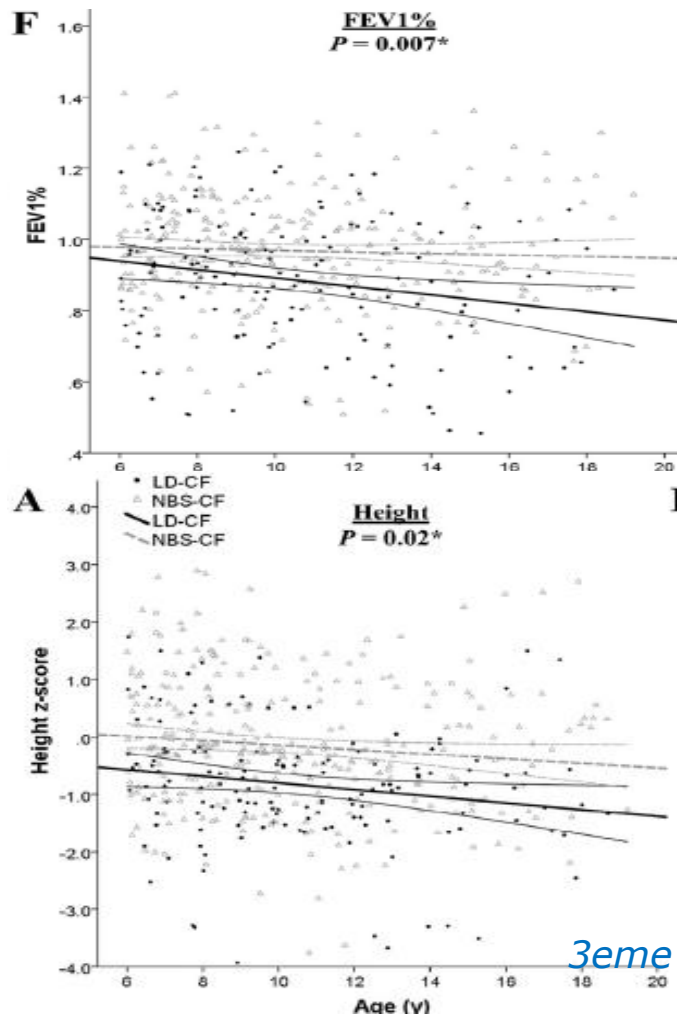 F
FEV1%
P = 0.007*
1.6
1.4
1.2
1.0
.8
.6
.4
FEV1%
6 8 10 12 14 16 18 20
A
LD-CF
NBS-CF
LD-CF
NBS-CF
Height
P = 0.02*
4.0
3.0
2.0
1.0
.0
-1.0
-2.0
-3.0
-4.0
Height z-score
3eme
6 8 10 12 14 16 18 20
Age (y)